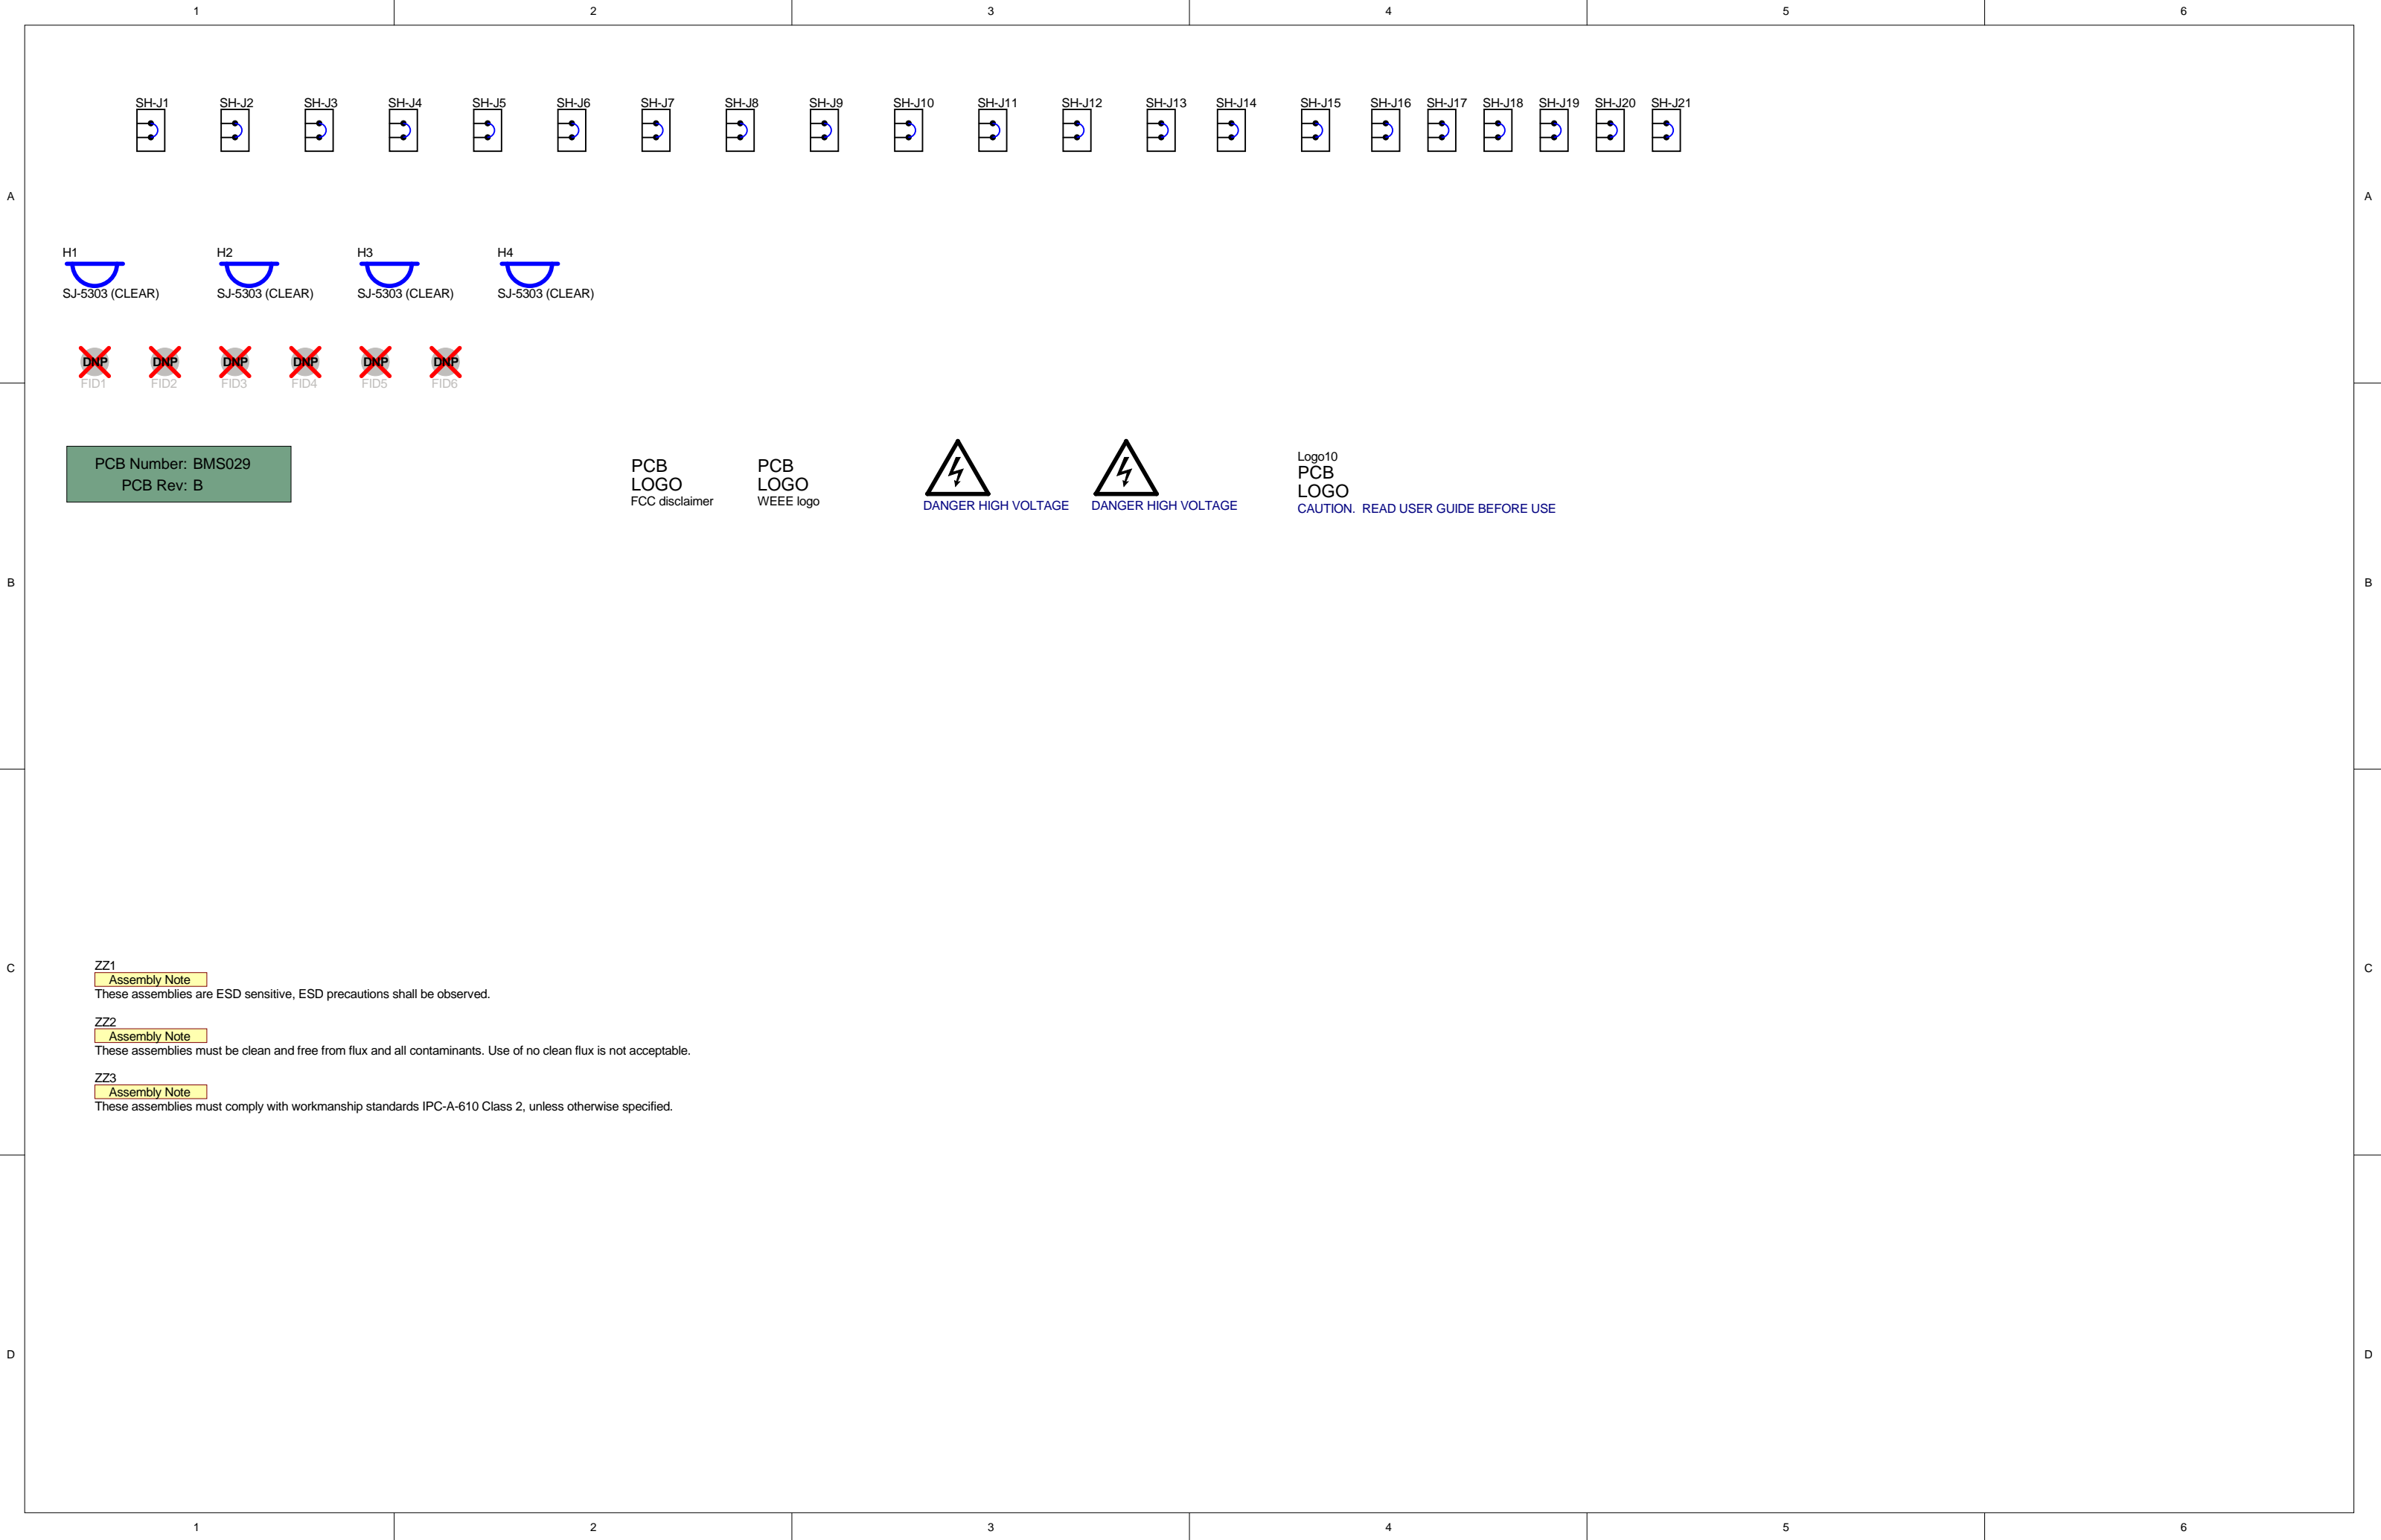 1 2 3 4 5 6
SH-J1 SH-J2 SH-J3 SH-J4 SH-J5 SH-J6 SH-J7 SH-J8 SH-J9 SH-J10 SH-J11 SH-J12 SH-J13 SH-J14 SH-J15 SH-J16 SH-J17 SH-J18 SH-J19 SH-J20 SH-J21
A A
H1 H2 H3 H4
SJ-5303 (CLEAR) SJ-5303 (CLEAR) SJ-5303 (CLEAR) SJ-5303 (CLEAR)
DNP DNP DNP DNP DNP DNP
FID1 FID2 FID3 FID4 FID5 FID6
PCB Number: BMS029
PCB Rev: B
PCB
LOGO
FCC disclaimer
PCB
LOGO
WEEE logo
DANGER HIGH VOLTAGE
DANGER HIGH VOLTAGE
Logo10
PCB
LOGO
CAUTION. READ USER GUIDE BEFORE USE
B B
ZZ1
C C
Assembly Note
These assemblies are ESD sensitive, ESD precautions shall be observed.
ZZ2
Assembly Note
These assemblies must be clean and free from flux and all contaminants. Use of no clean flux is not acceptable.
ZZ3
Assembly Note
These assemblies must comply with workmanship standards IPC-A-610 Class 2, unless otherwise specified.
D D
1 2 3 4 5 6